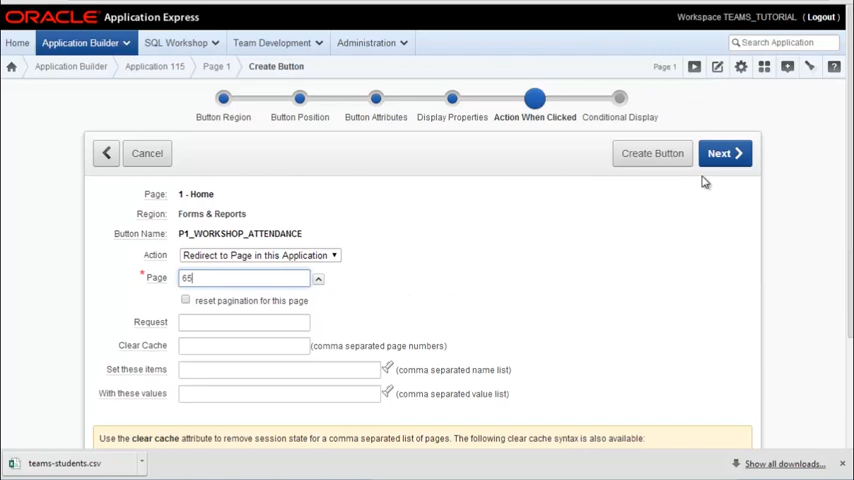 ORACLE Application Express
Workspace TEAMS_TUTORIAL (Logout)
Home Application Builder SQL Workshop Team Development Administration Search Application
Application Builder Application 115 Page 1 Create Button Page 1 ?
Button Region Button Position Button Attributes Display Properties Action When Clicked Conditional Display
Cancel Create Button Next
Page: 1 - Home
Region: Forms & Reports
Button Name: P1_WORKSHOP_ATTENDANCE
Action Redirect to Page in this Application
* Page 65
reset pagination for this page
Request
Clear Cache (comma separated page numbers)
Set these items (comma separated name list)
With these values (comma separated value list)
Use the clear cache attribute to remove session state for a comma separated list of pages. The following clear cache syntax is also available:
teams-students.csv Show all downloads...